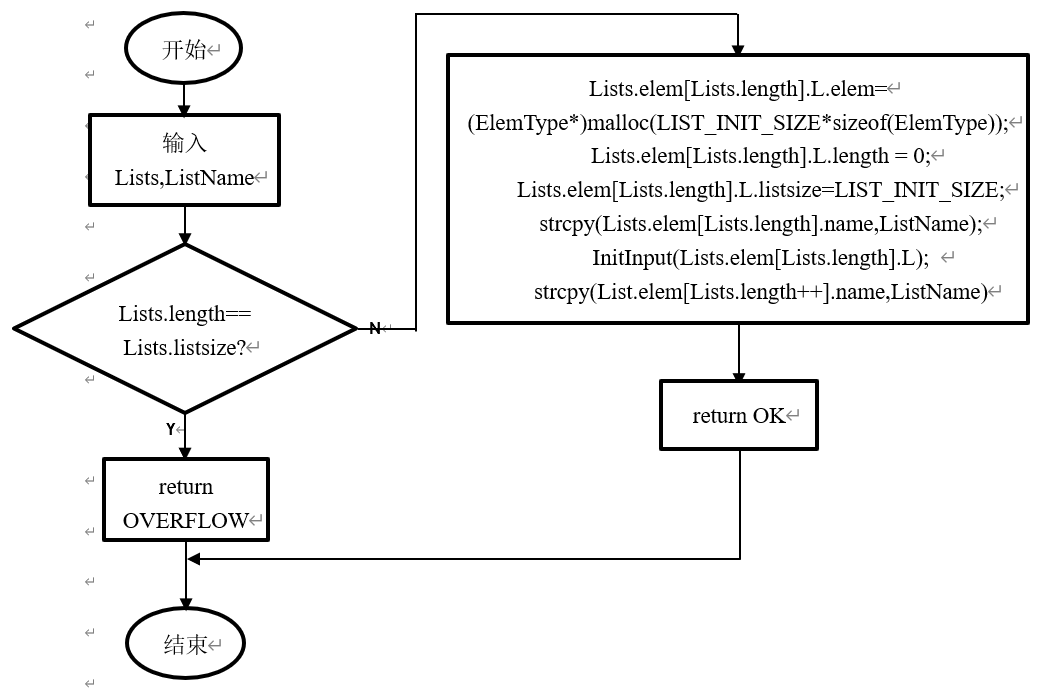 开始
输入
Lists,ListName
Lists.length==
Lists.listsize?
N
Y
return
OVERFLOW
Lists.elem[Lists.length].L.elem=
(ElemType*)malloc(LIST_INIT_SIZE*sizeof(ElemType));
Lists.elem[Lists.length].L.length = 0;
Lists.elem[Lists.length].L.listsize=LIST_INIT_SIZE;
strcpy(Lists.elem[Lists.length].name,ListName);
InitInput(Lists.elem[Lists.length].L);
strcpy(List.elem[Lists.length++].name,ListName)
return OK
结束